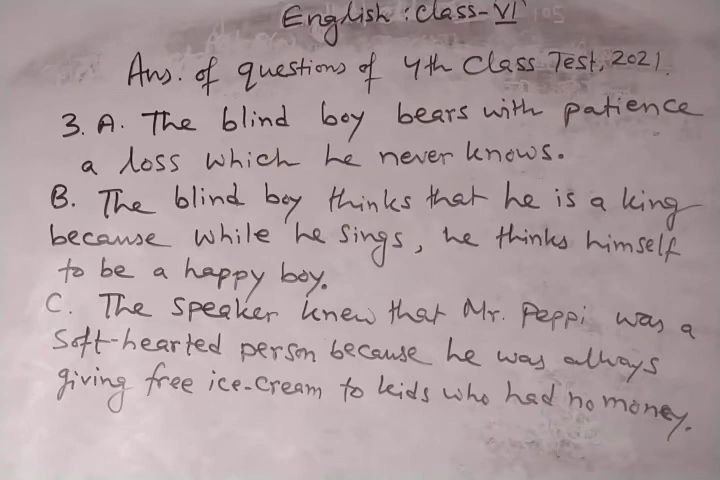 English : Class - VI
Ans. of questions of 4th Class Test, 2021.
3. A. The blind boy bears with patience
a loss which he never knows.
B. The blind boy thinks that he is a king
because while he sings, he thinks himself
to be a happy boy.
C. The speaker knew that Mr. Peppi was a
Soft-hearted person because he was always
giving free ice-cream to kids who had no money.